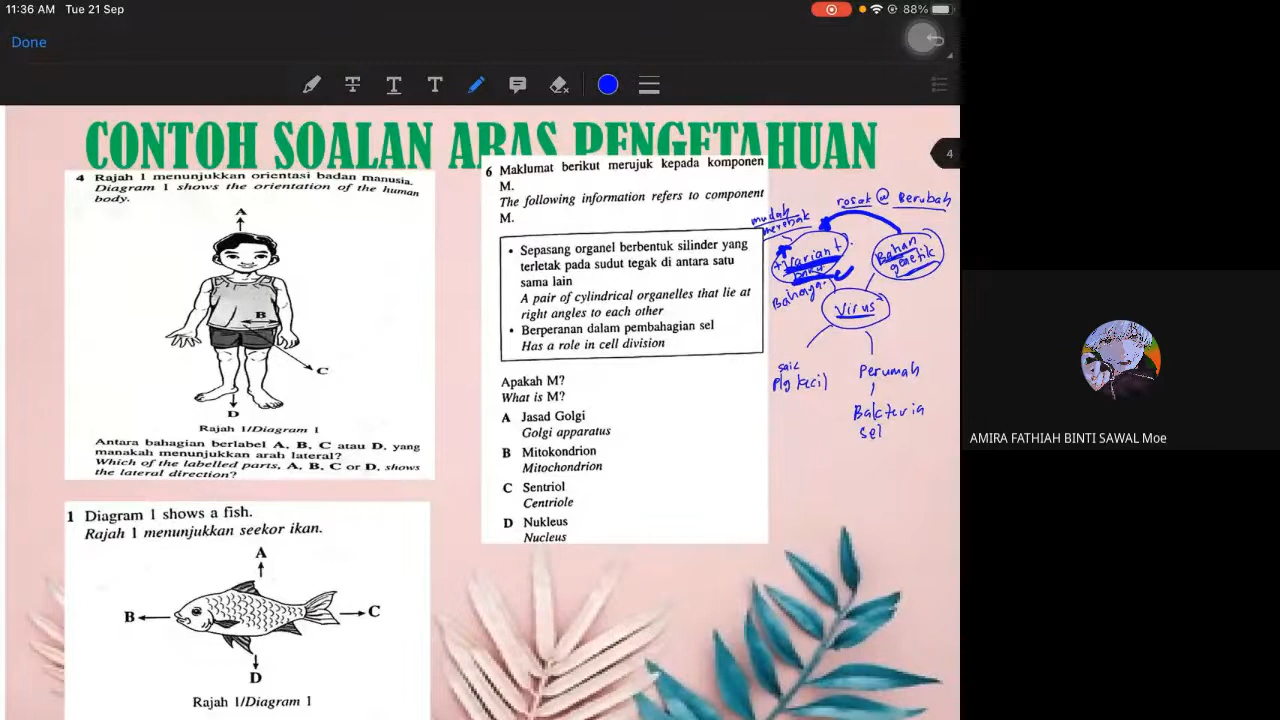 11:36 AM Tue 21 Sep
88%
Done
4
CONTOH SOALAN ARAS PENGETAHUAN
4 Rajah 1 menunjukkan orientasi badan manusia.
Diagram 1 shows the orientation of the human
body.
A
B
C
D
Rajah 1/Diagram 1
Antara bahagian berlabel A, B, C atau D, yang
manakah menunjukkan arah lateral?
Which of the labelled parts, A, B, C or D, shows
the lateral direction?
1 Diagram 1 shows a fish.
Rajah 1 menunjukkan seekor ikan.
A
B
C
D
Rajah 1/Diagram 1
6 Maklumat berikut merujuk kepada komponen
M.
The following information refers to component
M.
• Sepasang organel berbentuk silinder yang
terletak pada sudut tegak di antara satu
sama lain
A pair of cylindrical organelles that lie at
right angles to each other
• Berperanan dalam pembahagian sel
Has a role in cell division
Apakah M?
What is M?
A Jasad Golgi
Golgi apparatus
B Mitokondrion
Mitochondrion
C Sentriol
Centriole
D Nukleus
Nucleus
rosak @ Berubah
mudah
merebak
variant
baru
Bahaya
Bahan
genetik
Virus
saiz
plg kecil
Perumah
Bakteria
sel
AMIRA FATHIAH BINTI SAWAL Moe